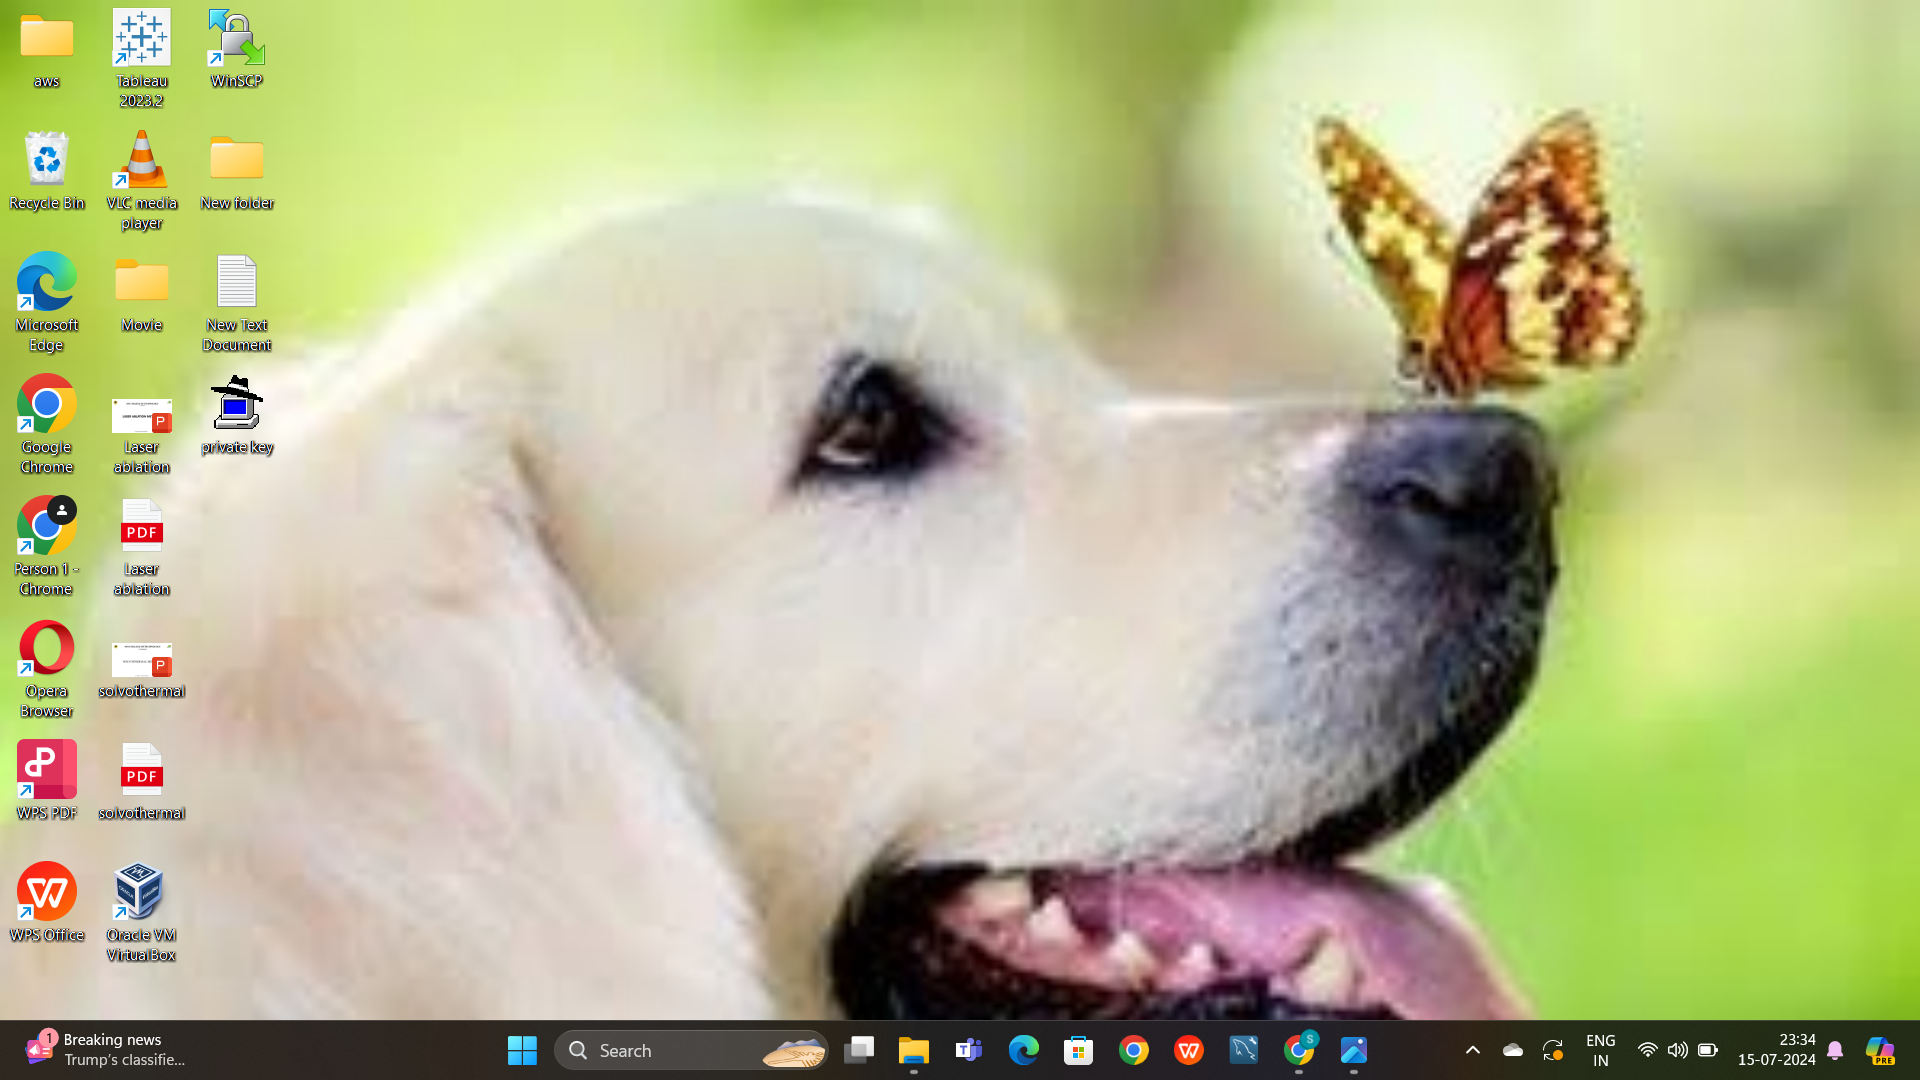 aws
Tableau
2023.2
WinSCP
Recycle Bin
VLC media
player
New folder
Microsoft
Edge
Movie
New Text
Document
Google
Chrome
Laser
ablation
private key
Person 1 -
Chrome
PDF
Laser
ablation
Opera
Browser
solvothermal
WPS PDF
PDF
solvothermal
WPS Office
Oracle VM
VirtualBox
1
Breaking news
Trump's classifie...
Search
S
ENG
IN
23:34
15-07-2024
PRE